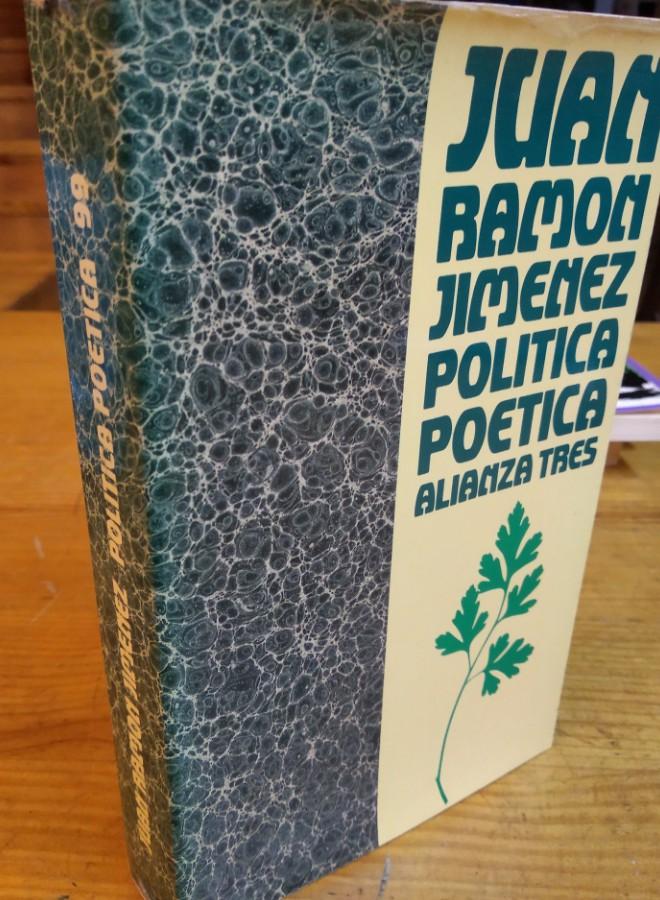 JUAN
RAMON
JIMENEZ
POLITICA
POETICA
ALIANZA TRES
JUAN RAMON JIMENEZ POLITICA POETICA 99